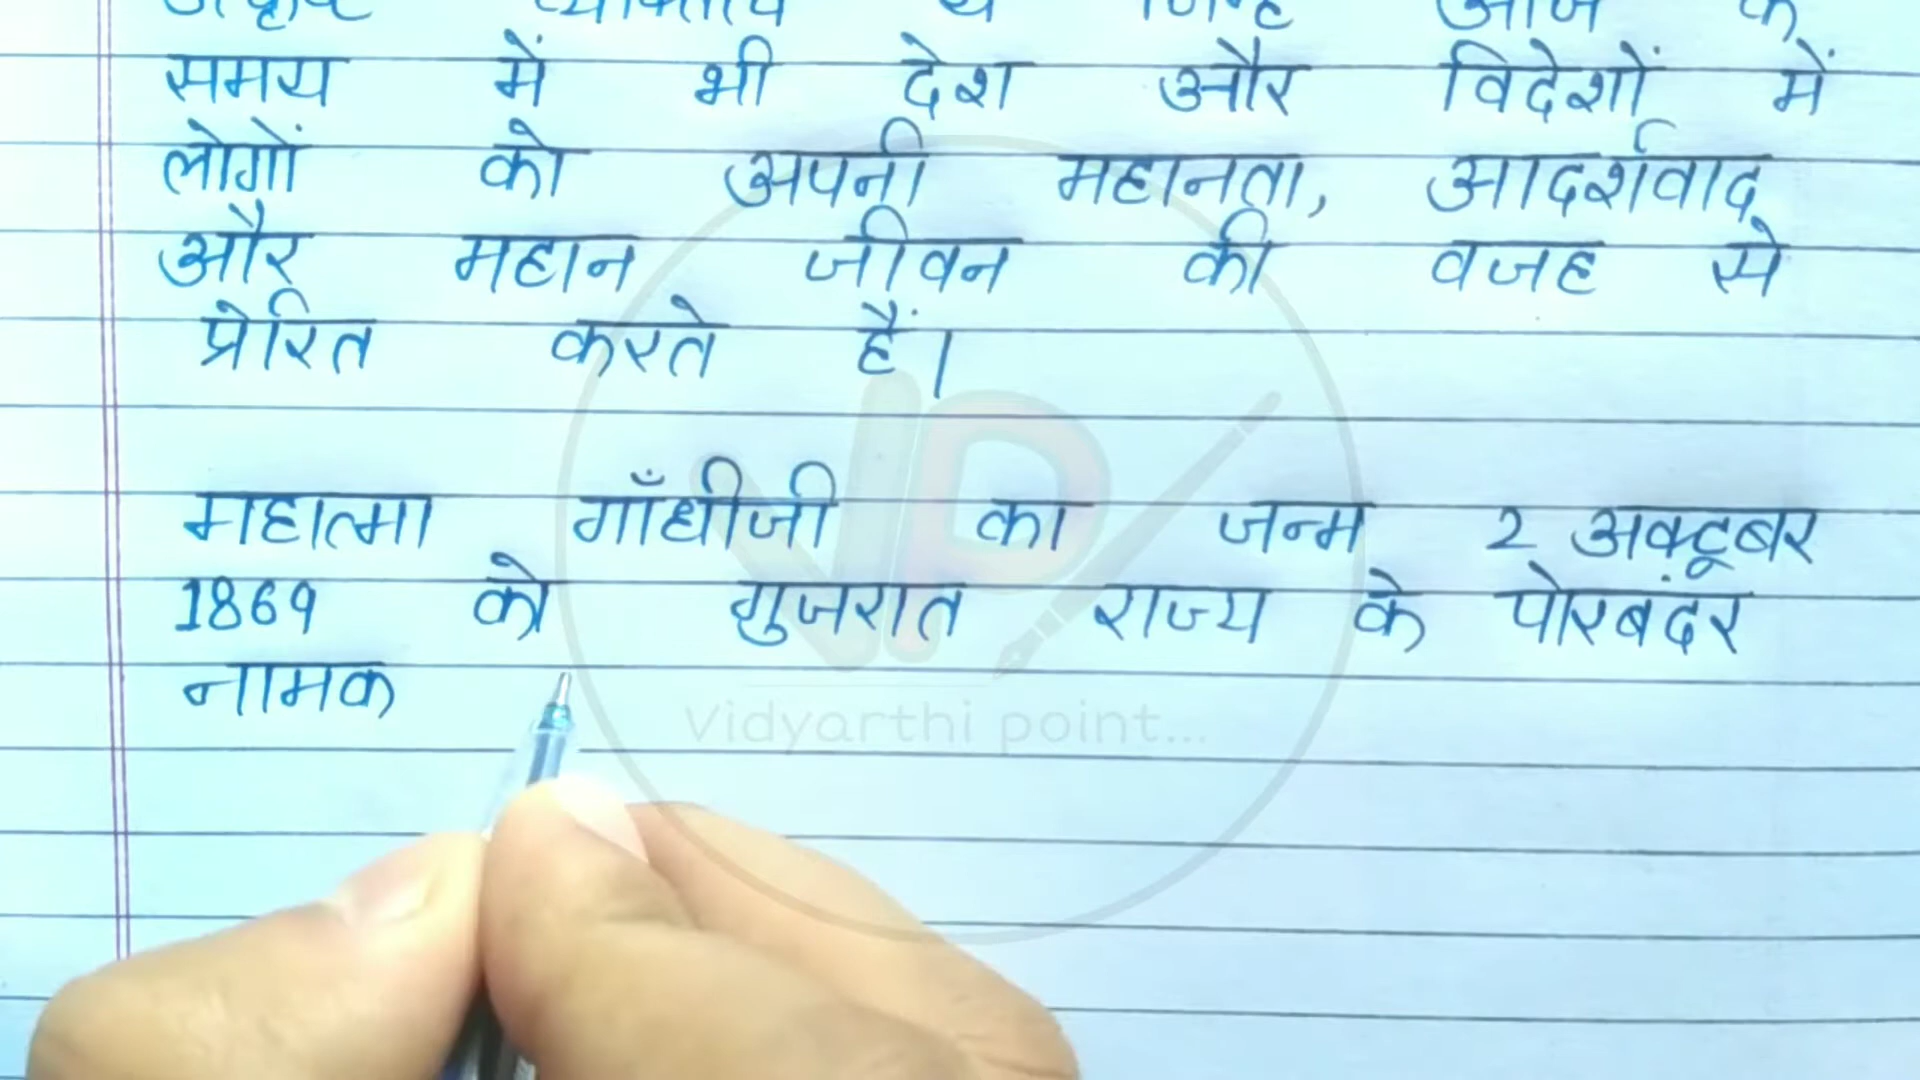 समय में भी देश और विदेशों में
लोगों को अपनी महानता, आदर्शवाद
और महान जीवन की वजह से
प्रेरित करते हैं।
महात्मा गाँधीजी का जन्म 2 अक्टूबर
1869 को गुजरात राज्य के पोरबंदर
नामक
VP
Vidyarthi point...